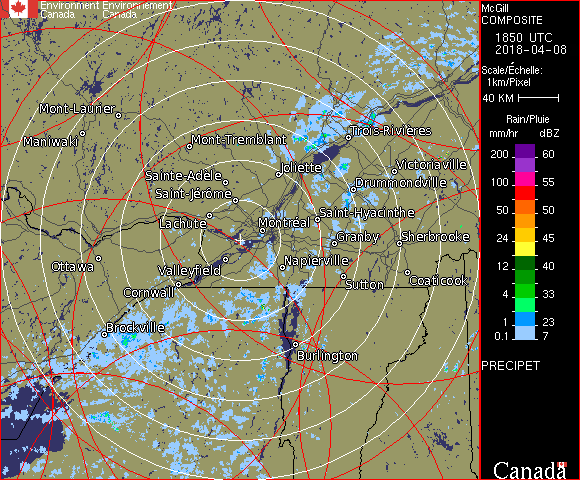 Environment Environnement
Canada Canada
McGill
COMPOSITE
1850 UTC
2018-04-08
Scale/Échelle:
1km/Pixel
40 KM
Rain/Pluie
mm/hr dBZ
200 60
100 55
50 50
24 45
12 40
4 33
1 23
0.1 7
PRECIPET
Mont-Laurier
Maniwaki
Mont-Tremblant
Trois-Rivières
Joliette
Victoriaville
Sainte-Adèle
Drummondville
Saint-Jérôme
Lachute
Saint-Hyacinthe
Montréal
Granby
Sherbrooke
Ottawa
Valleyfield
Napierville
Sutton
Coaticook
Cornwall
Brockville
Burlington
Canada